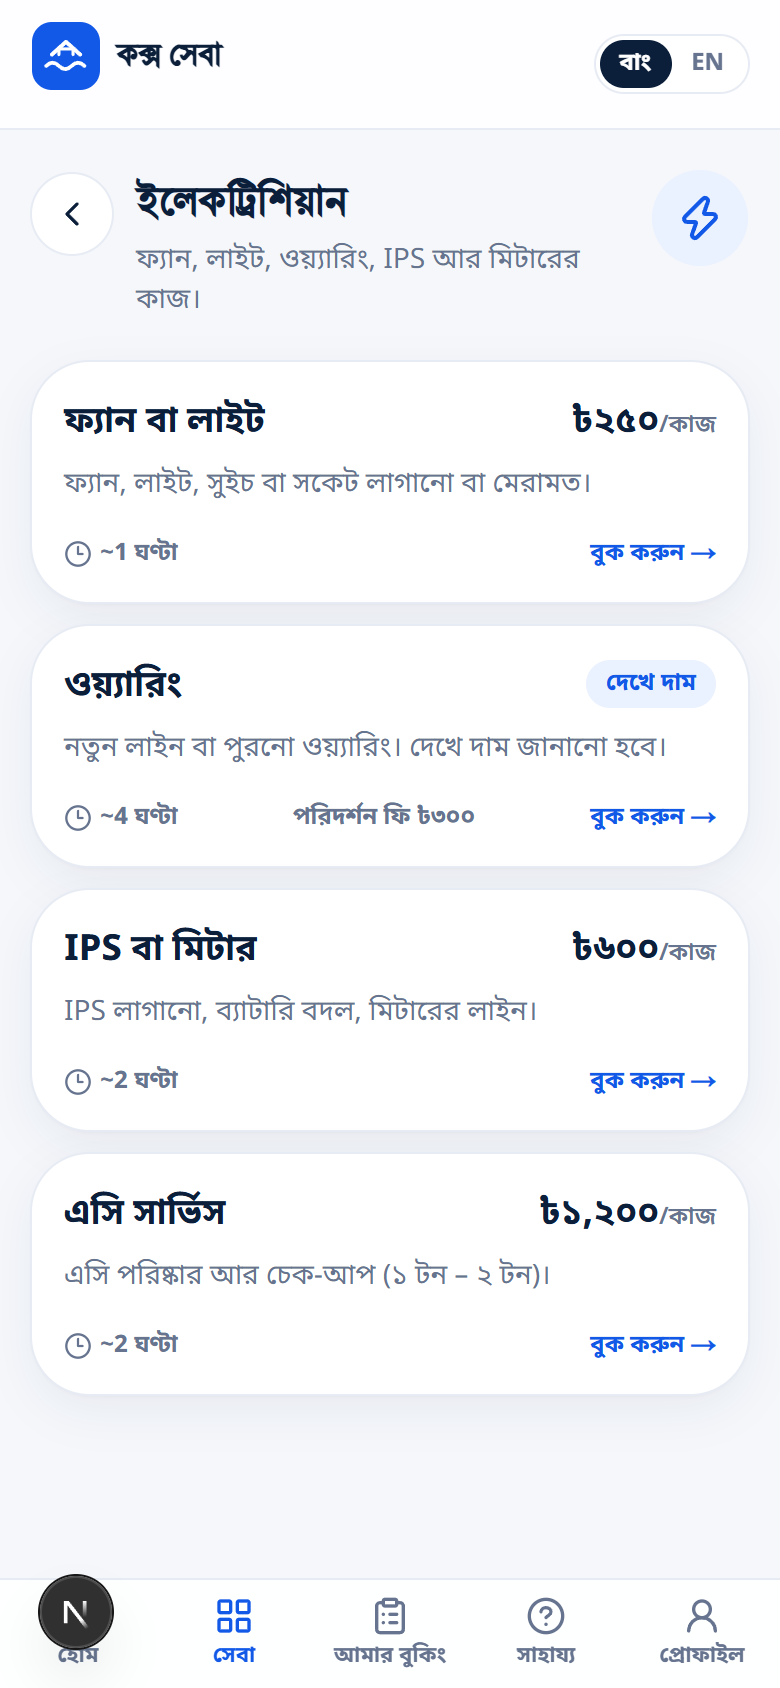 কক্স সেবা
বাং EN
ইলেকট্রিশিয়ান
ফ্যান, লাইট, ওয়্যারিং, IPS আর মিটারের
কাজ।
ফ্যান বা লাইট ৳২৫০/কাজ
ফ্যান, লাইট, সুইচ বা সকেট লাগানো বা মেরামত।
~1 ঘণ্টা বুক করুন →
ওয়্যারিং দেখে দাম
নতুন লাইন বা পুরনো ওয়্যারিং। দেখে দাম জানানো হবে।
~4 ঘণ্টা পরিদর্শন ফি ৳৩০০ বুক করুন →
IPS বা মিটার ৳৬০০/কাজ
IPS লাগানো, ব্যাটারি বদল, মিটারের লাইন।
~2 ঘণ্টা বুক করুন →
এসি সার্ভিস ৳১,২০০/কাজ
এসি পরিষ্কার আর চেক-আপ (১ টন – ২ টন)।
~2 ঘণ্টা বুক করুন →
N
হোম সেবা আমার বুকিং সাহায্য প্রোফাইল